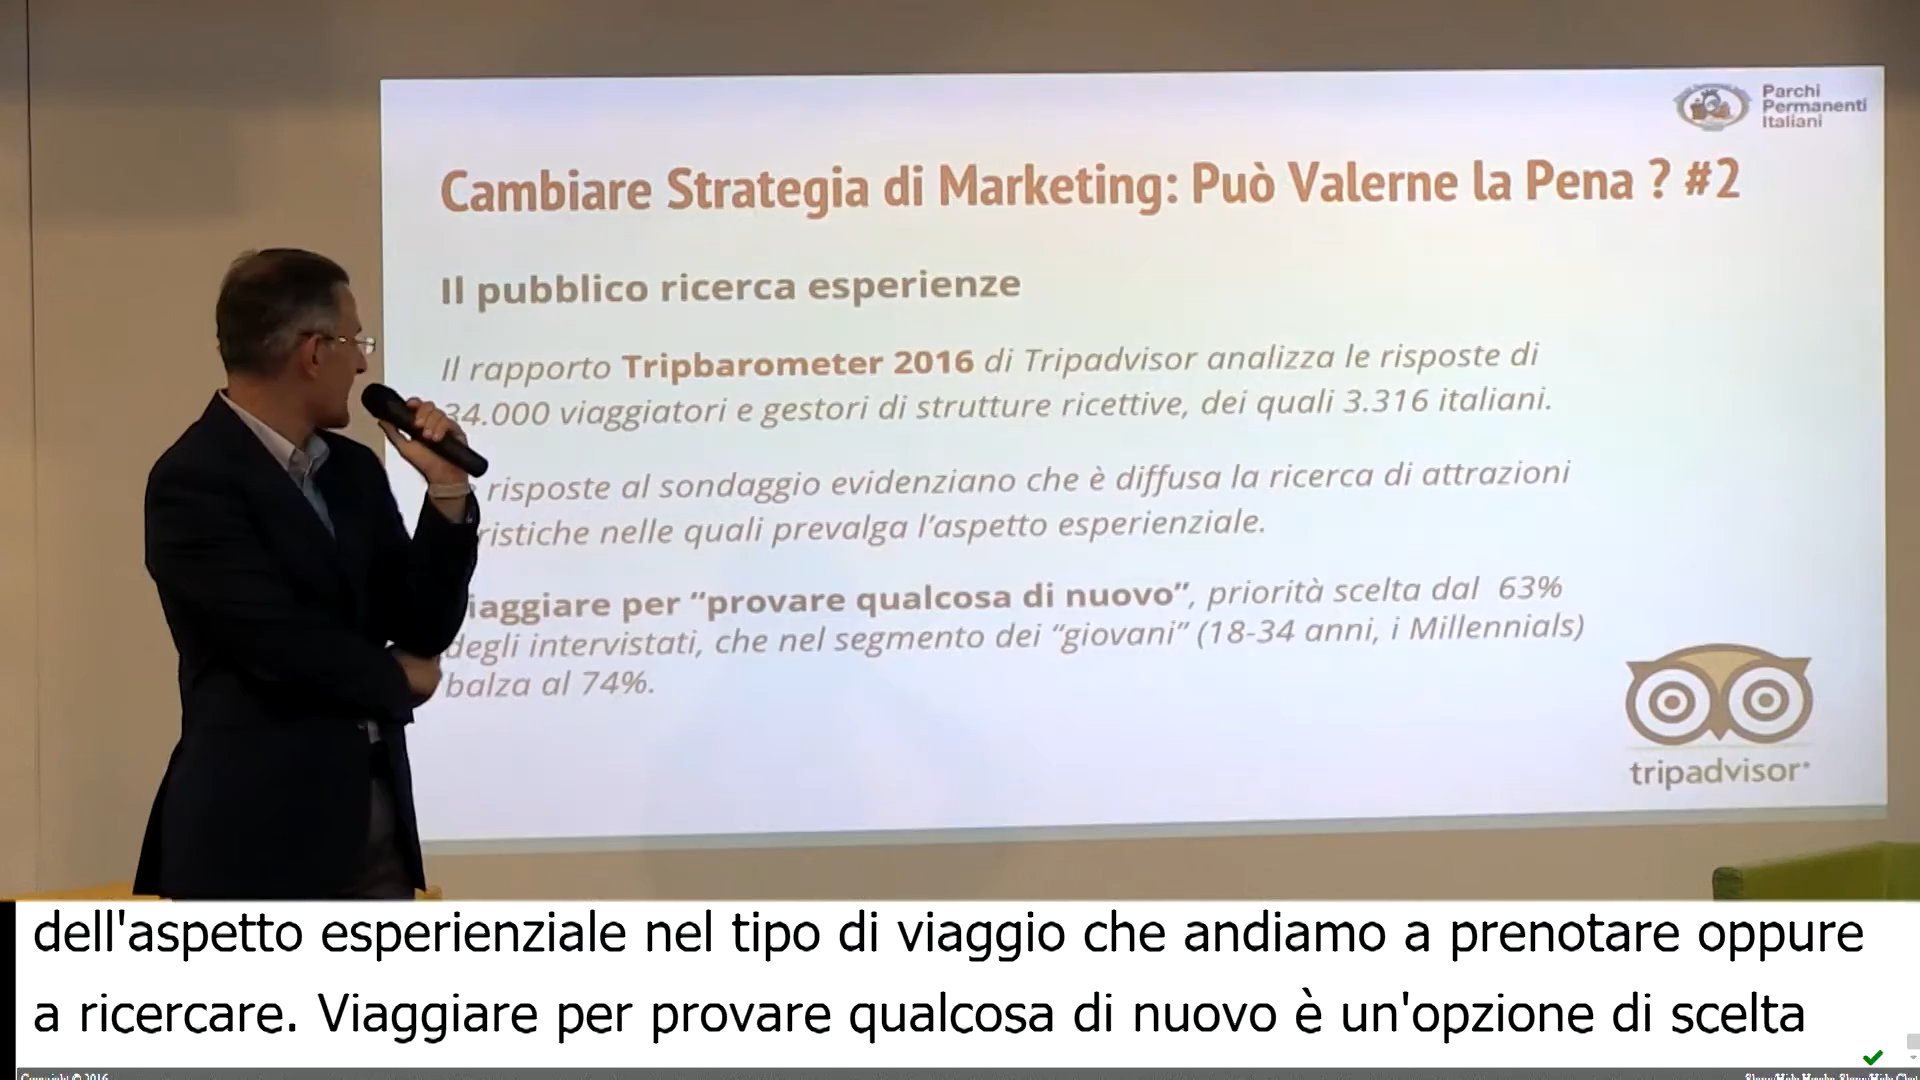 Parchi
Permanenti
Italiani
Cambiare Strategia di Marketing: Può Valerne la Pena ? #2
Il pubblico ricerca esperienze
Il rapporto Tripbarometer 2016 di Tripadvisor analizza le risposte di
34.000 viaggiatori e gestori di strutture ricettive, dei quali 3.316 italiani.
risposte al sondaggio evidenziano che è diffusa la ricerca di attrazioni
ristiche nelle quali prevalga l'aspetto esperienziale.
iaggiare per “provare qualcosa di nuovo”, priorità scelta dal 63%
degli intervistati, che nel segmento dei “giovani” (18-34 anni, i Millennials)
balza al 74%.
tripadvisor
dell'aspetto esperienziale nel tipo di viaggio che andiamo a prenotare oppure
a ricercare. Viaggiare per provare qualcosa di nuovo è un'opzione di scelta
Copyright © 2016